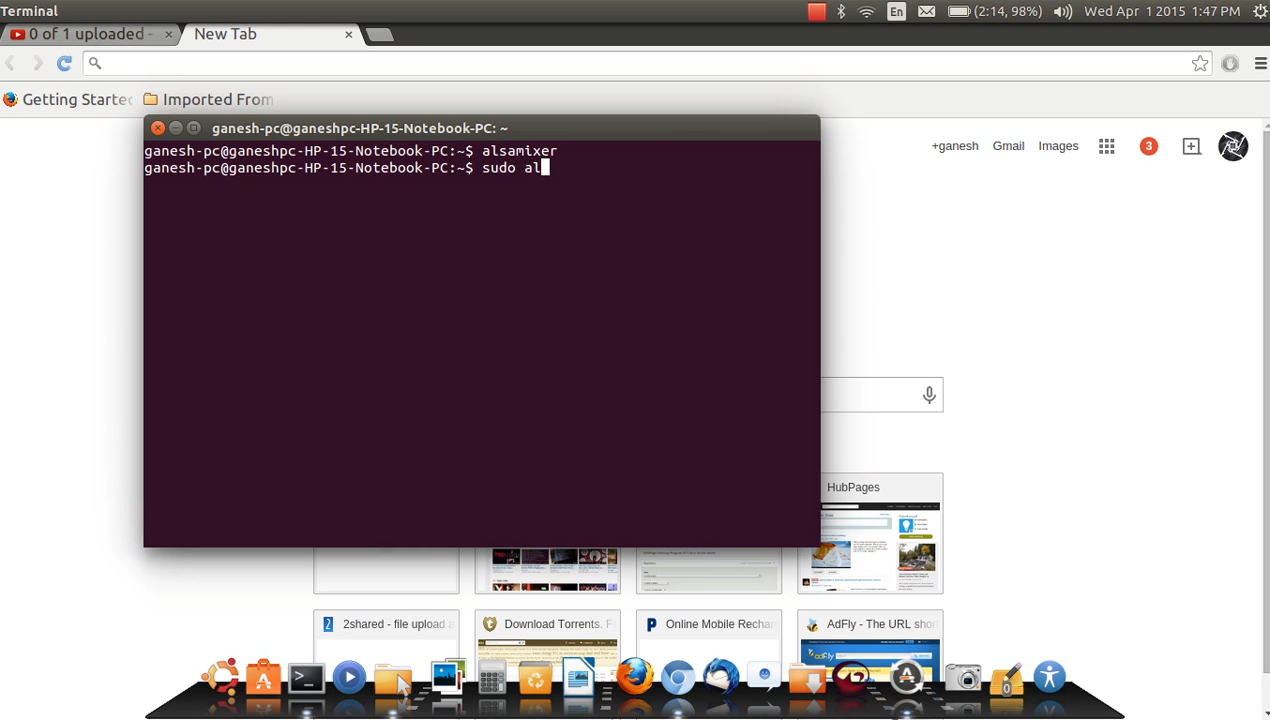 Terminal
En
(2:14, 98%)
Wed Apr 1 2015 1:47 PM
0 of 1 uploaded -
New Tab
Getting Started
Imported From
ganesh-pc@ganeshpc-HP-15-Notebook-PC: ~
ganesh-pc@ganeshpc-HP-15-Notebook-PC:~$ alsamixer
ganesh-pc@ganeshpc-HP-15-Notebook-PC:~$ sudo al
+ganesh
Gmail
Images
3
HubPages
2shared - file upload a
Download Torrents. F
Online Mobile Rechar
AdFly - The URL short